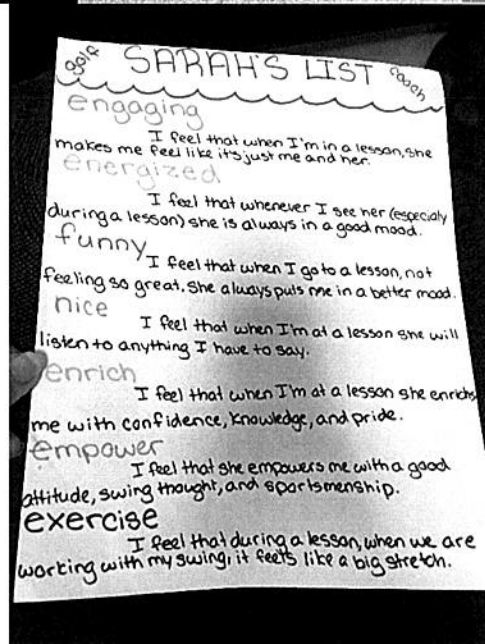 golf SARAH'S LIST coach
engaging
I feel that when I'm in a lesson, she
makes me feel like it's just me and her.
energized
I feel that whenever I see her (especialy
during a lesson) she is always in a good mood.
funny
I feel that when I go to a lesson, not
feeling so great, she always puts me in a better mood.
nice
I feel that when I'm at a lesson she will
listen to anything I have to say.
enrich
I feel that when I'm at a lesson she enrichs
me with confidence, knowledge, and pride.
empower
I feel that she empowers me with a good
attitude, swing thought, and sportsmenship.
exercise
I feel that during a lesson, when we are
working with my swing, it feels like a big stretch.